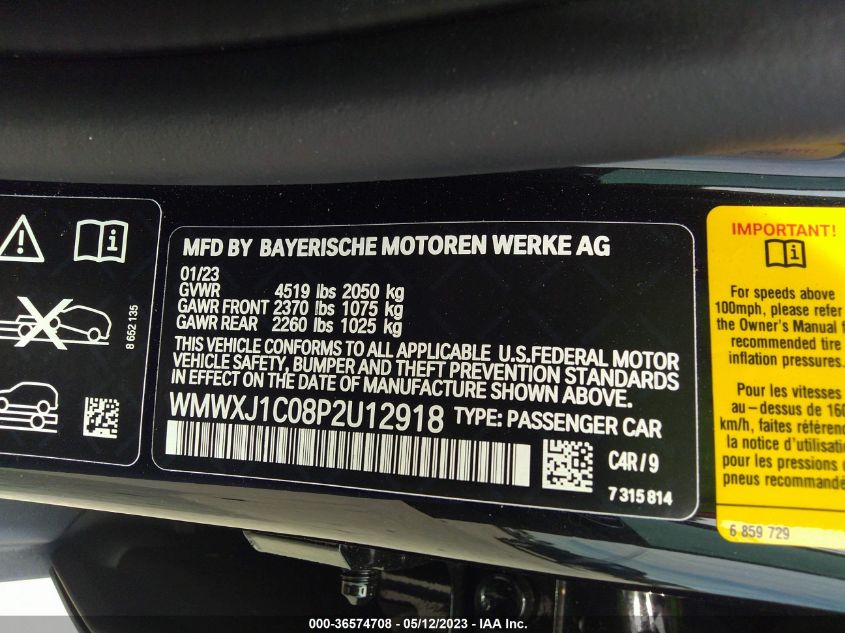 8 652 135
MFD BY BAYERISCHE MOTOREN WERKE AG
01/23
GVWR 4519 lbs 2050 kg
GAWR FRONT 2370 lbs 1075 kg
GAWR REAR 2260 lbs 1025 kg
THIS VEHICLE CONFORMS TO ALL APPLICABLE U.S.FEDERAL MOTOR
VEHICLE SAFETY, BUMPER AND THEFT PREVENTION STANDARDS
IN EFFECT ON THE DATE OF MANUFACTURE SHOWN ABOVE.
WMWXJ1C08P2U12918 TYPE: PASSENGER CAR
C4R/9
7 315 814
IMPORTANT!
For speeds above
100mph, please refer
the Owner's Manual
recommended tire
inflation pressures.
Pour les vitesses
au-dessus de 160
km/h, faites
la notice
pour les pressions
pneus
6 859 729
000-36574708 - 05/12/2023 - IAA Inc.